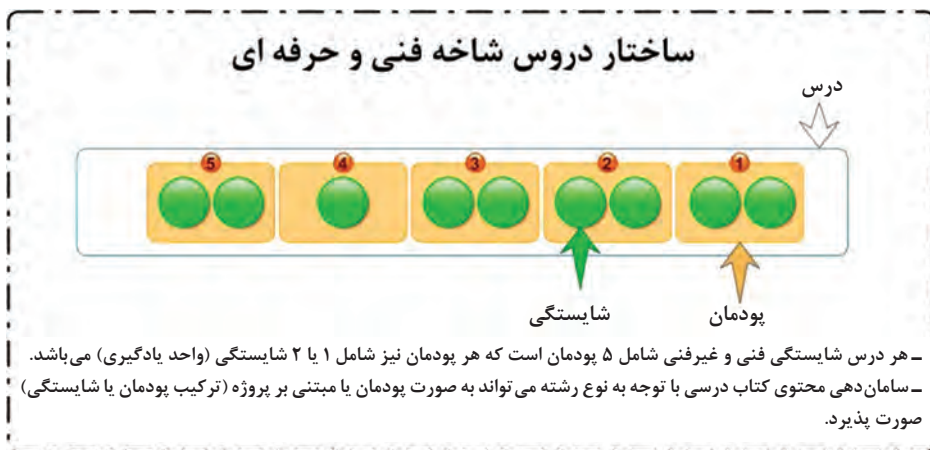 ساختار دروس شاخه فنی و حرفه ای
درس
1
2
3
4
5
پودمان
شایستگی
ـ هر درس شایستگی فنی و غیرفنی شامل ۵ پودمان است که هر پودمان نیز شامل ۱ یا ۲ شایستگی (واحد یادگیری) می‌باشد.
ـ سامان‌دهی محتوی کتاب درسی با توجه به نوع رشته می‌تواند به صورت پودمان یا مبتنی بر پروژه (ترکیب پودمان یا شایستگی)
صورت پذیرد.